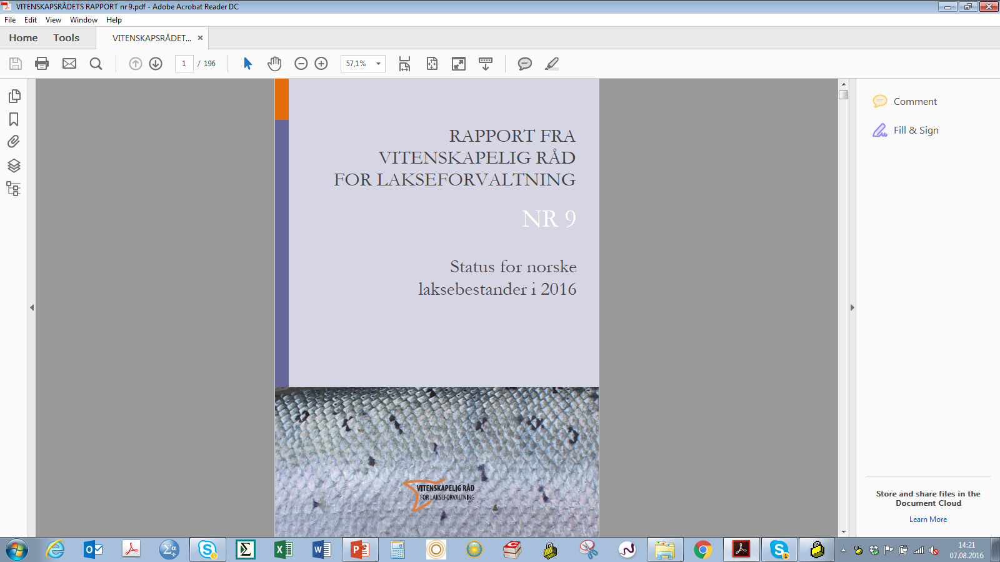 VITENSKAPSRÅDETS RAPPORT nr 9.pdf - Adobe Acrobat Reader DC
File Edit View Window Help
Home Tools VITENSKAPSRÅDET...
1 / 196 57,1%
RAPPORT FRA
VITENSKAPELIG RÅD
FOR LAKSEFORVALTNING
NR 9
Status for norske
laksebestander i 2016
VITENSKAPELIG RÅD
FOR LAKSEFORVALTNING
Comment
Fill & Sign
Store and share files in the
Document Cloud
Learn More
14:21
07.08.2016